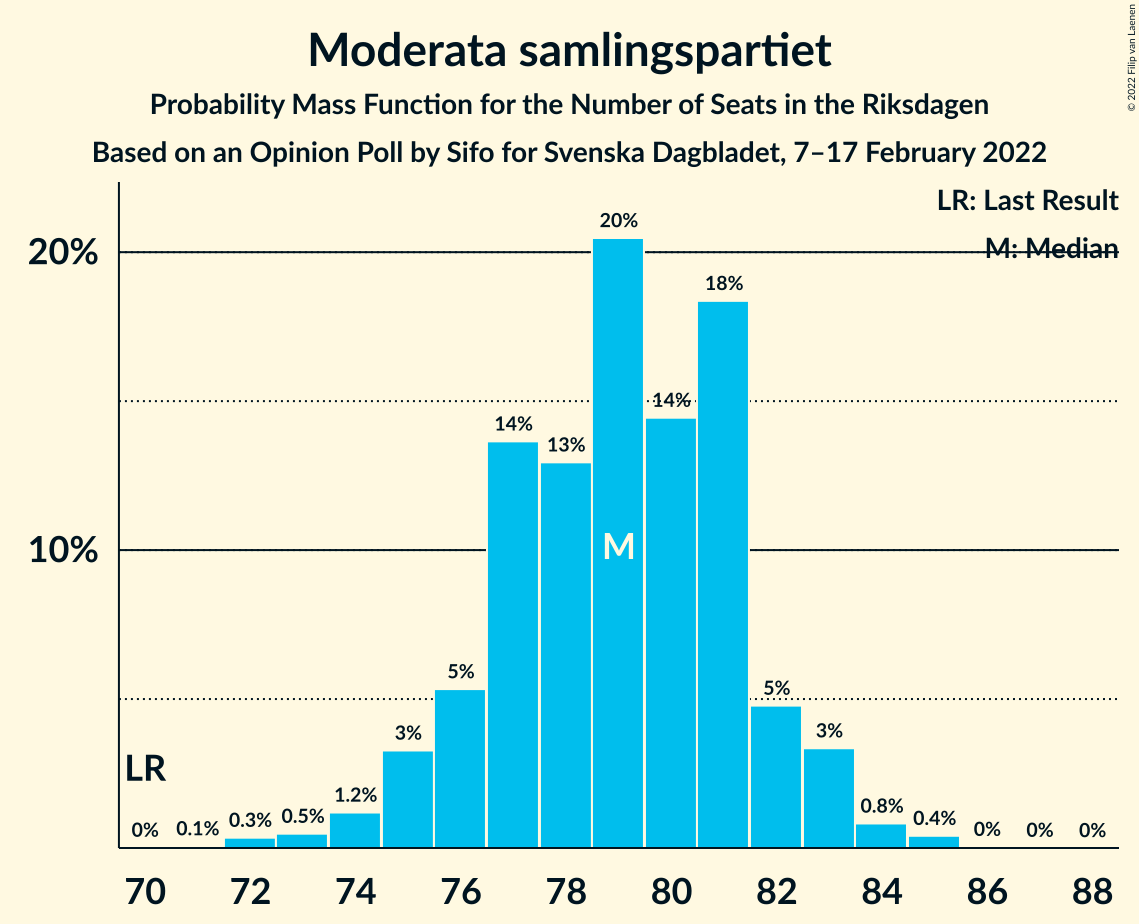 Moderata samlingspartiet
Probability Mass Function for the Number of Seats in the Riksdagen
Based on an Opinion Poll by Sifo for Svenska Dagbladet, 7–17 February 2022
© 2022 Filip van Laenen
LR: Last Result
M: Median
20%
10%
LR
0%
0.1%
0.3%
0.5%
1.2%
3%
5%
14%
13%
20%
14%
18%
5%
3%
0.8%
0.4%
0%
0%
0%
M
70 72 74 76 78 80 82 84 86 88